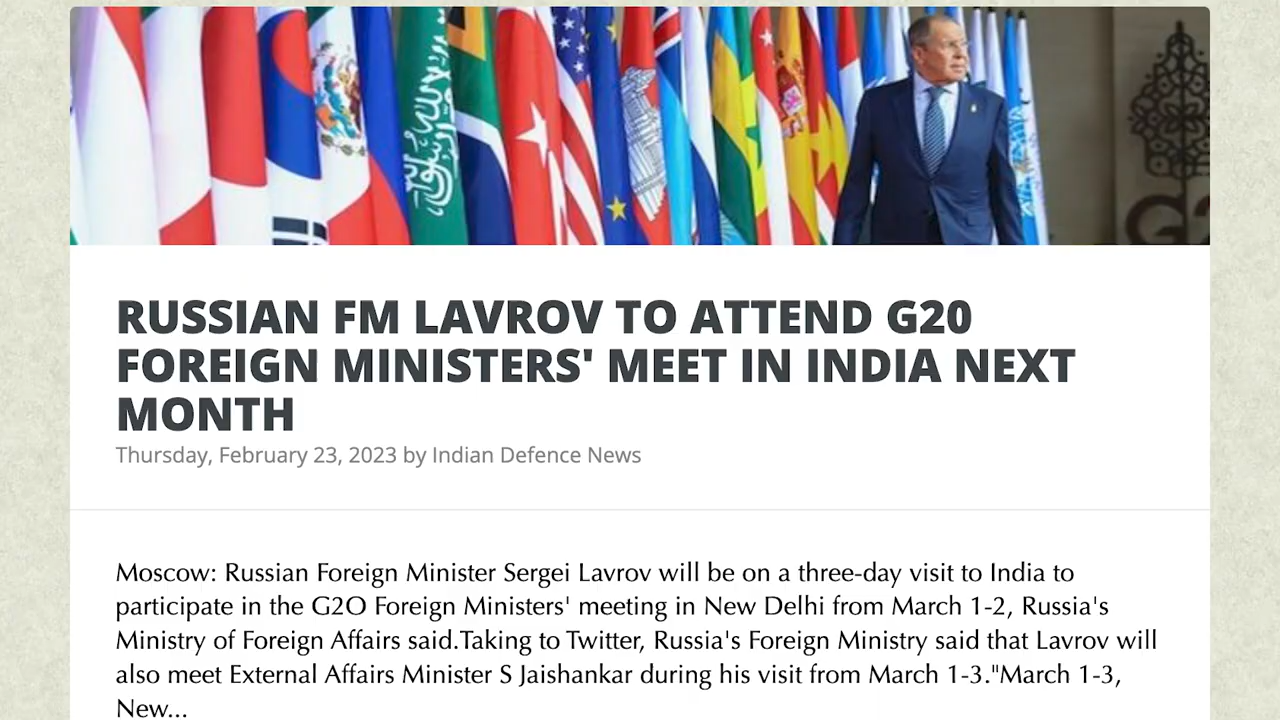 RUSSIAN FM LAVROV TO ATTEND G20
FOREIGN MINISTERS' MEET IN INDIA NEXT
MONTH
Thursday, February 23, 2023 by Indian Defence News
Moscow: Russian Foreign Minister Sergei Lavrov will be on a three-day visit to India to
participate in the G2O Foreign Ministers' meeting in New Delhi from March 1-2, Russia's
Ministry of Foreign Affairs said.Taking to Twitter, Russia's Foreign Ministry said that Lavrov will
also meet External Affairs Minister S Jaishankar during his visit from March 1-3."March 1-3,
New...